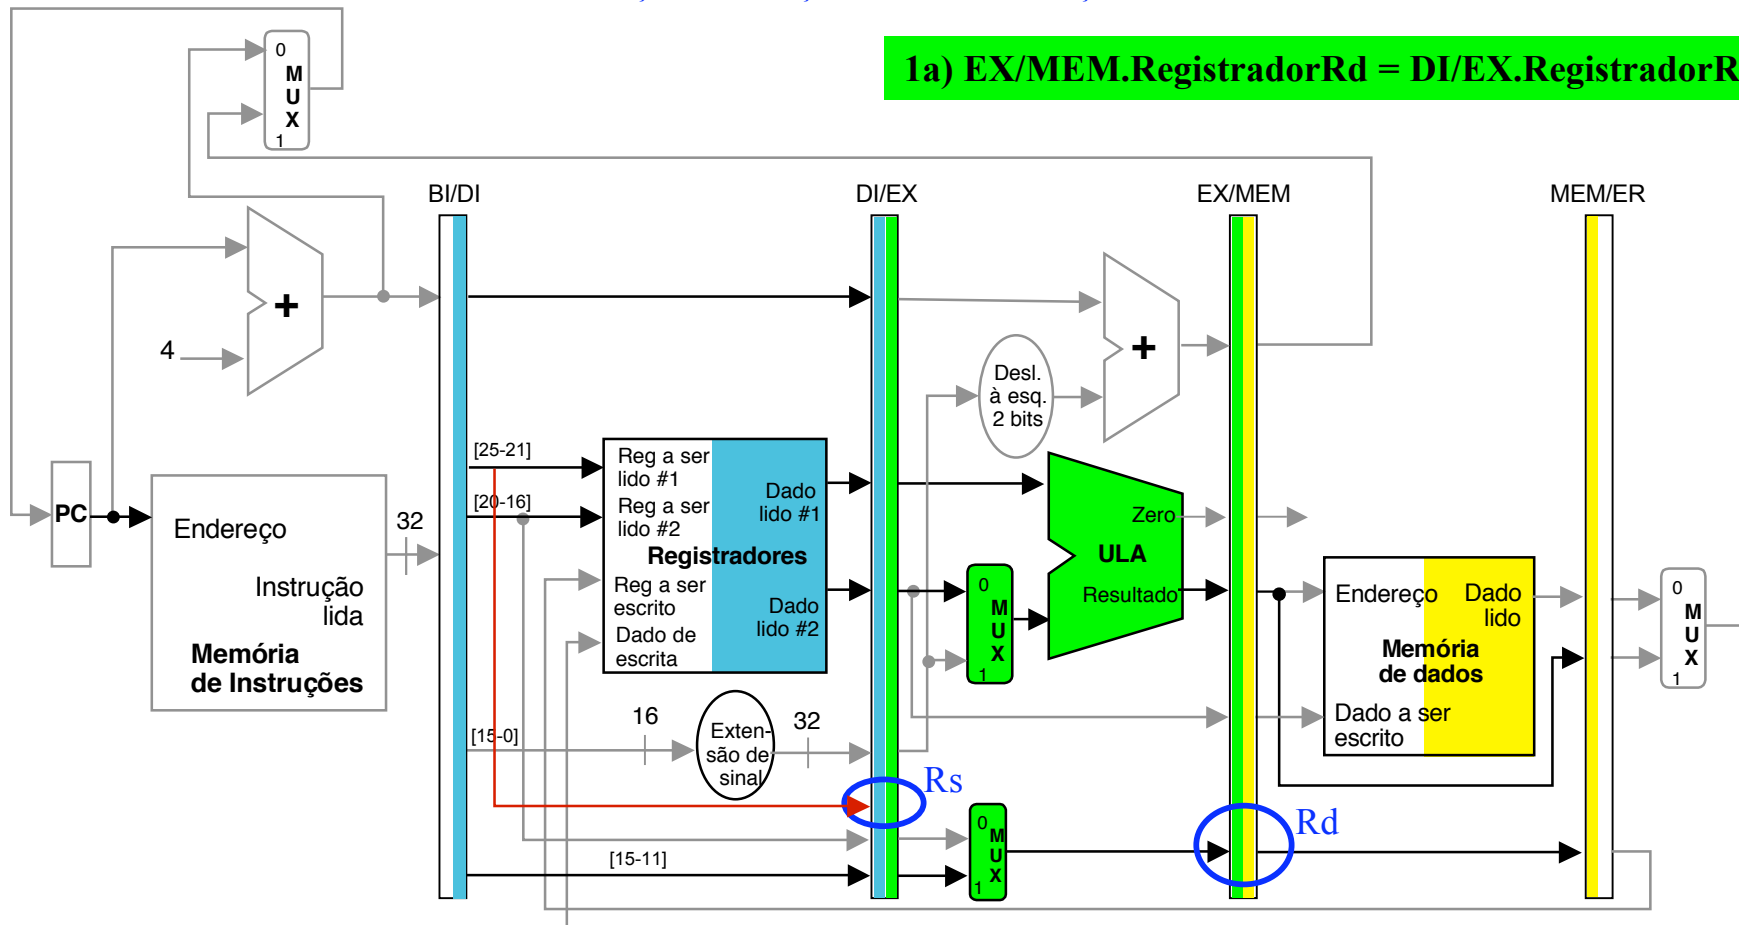 1a) EX/MEM.RegistradorRd = DI/EX.RegistradorR
0
M
U
X
1
BI/DI
DI/EX
EX/MEM
MEM/ER
+
4
+
Desl.
à esq.
2 bits
[25-21]
[20-16]
Reg a ser
lido #1
Reg a ser
lido #2
Registradores
Reg a ser
escrito
Dado de
escrita
Dado
lido #1
Dado
lido #2
PC
Endereço
Instrução
lida
Memória
de Instruções
32
0
M
U
X
1
Zero
ULA
Resultado
Endereço
Dado
lido
Memória
de dados
Dado a ser
escrito
0
M
U
X
1
[15-0]
16
Exten-
são de
sinal
32
Rs
0
M
U
X
1
Rd
[15-11]